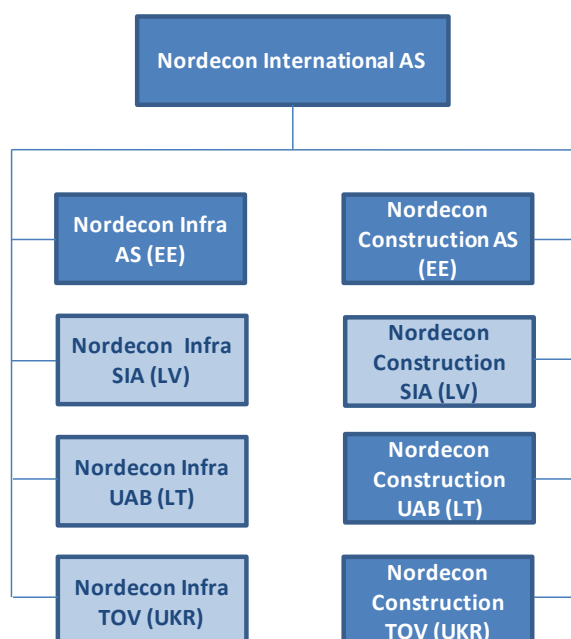 Nordecon International AS
Nordecon Infra
AS (EE)
Nordecon
Construction AS
(EE)
Nordecon Infra
SIA (LV)
Nordecon
Construction
SIA (LV)
Nordecon Infra
UAB (LT)
Nordecon
Construction
UAB (LT)
Nordecon Infra
TOV (UKR)
Nordecon
Construction
TOV (UKR)